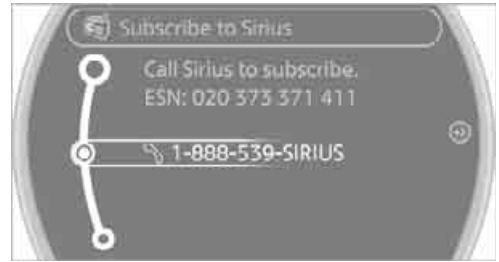 Subscribe to Sirius
Call Sirius to subscribe.
ESN: 020 373 371 411
1-888-539-SIRIUS